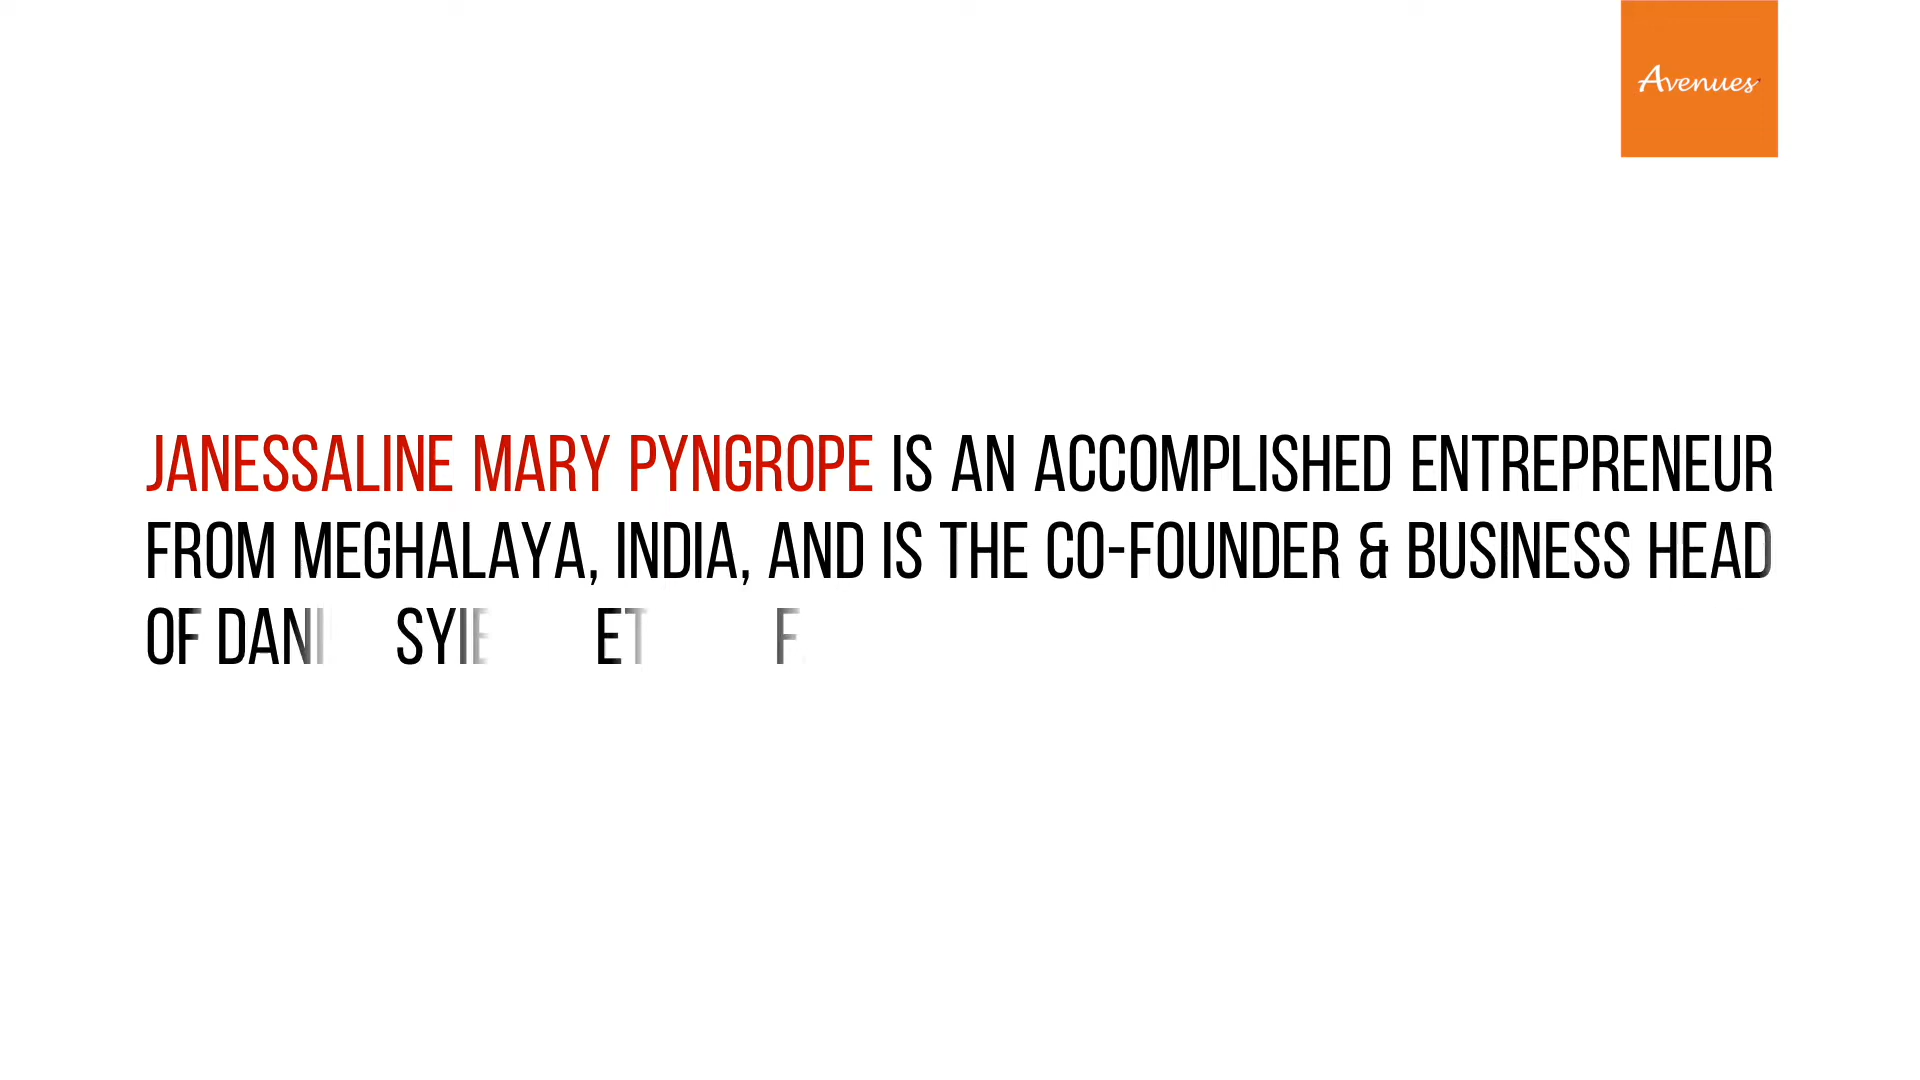 Avenues
JANESSALINE MARY PYNGROPE IS AN ACCOMPLISHED ENTREPRENEUR
FROM MEGHALAYA, INDIA, AND IS THE CO-FOUNDER & BUSINESS HEAD
OF